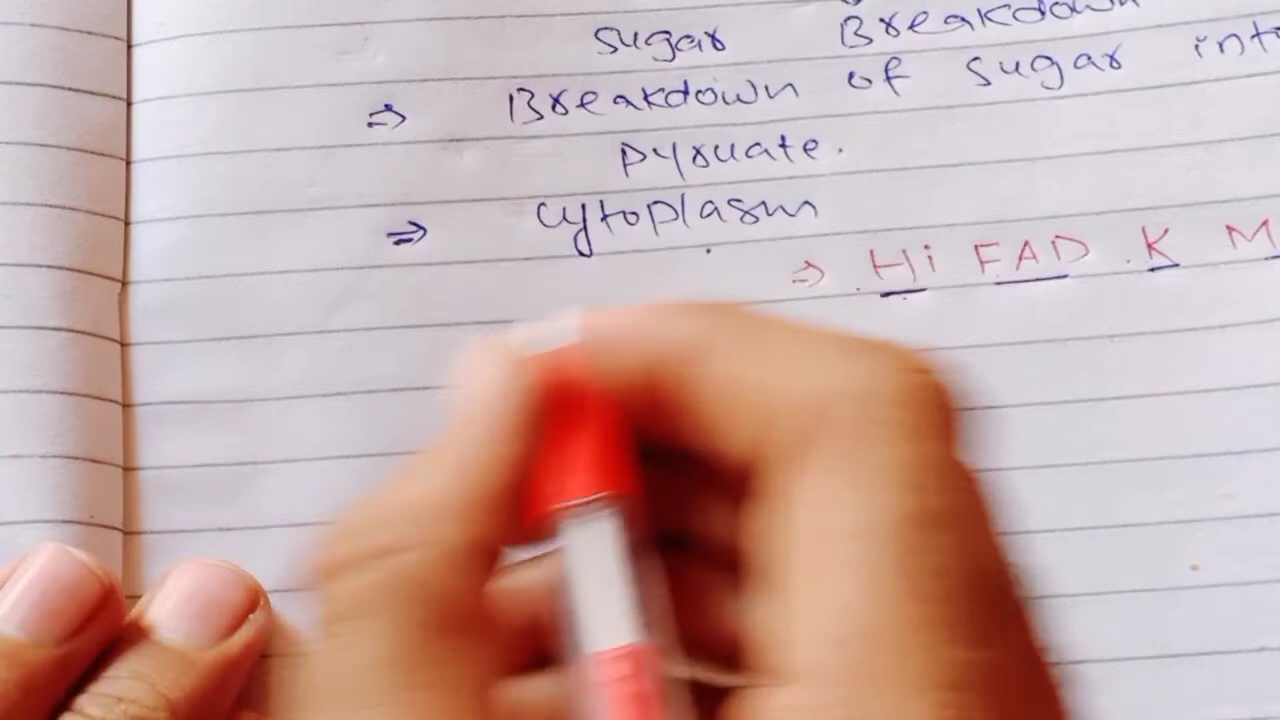 sugar Breakdown
⇒ Breakdown of sugar into
pyruate.
⇒ cytoplasm
⇒ Hi FAD K M